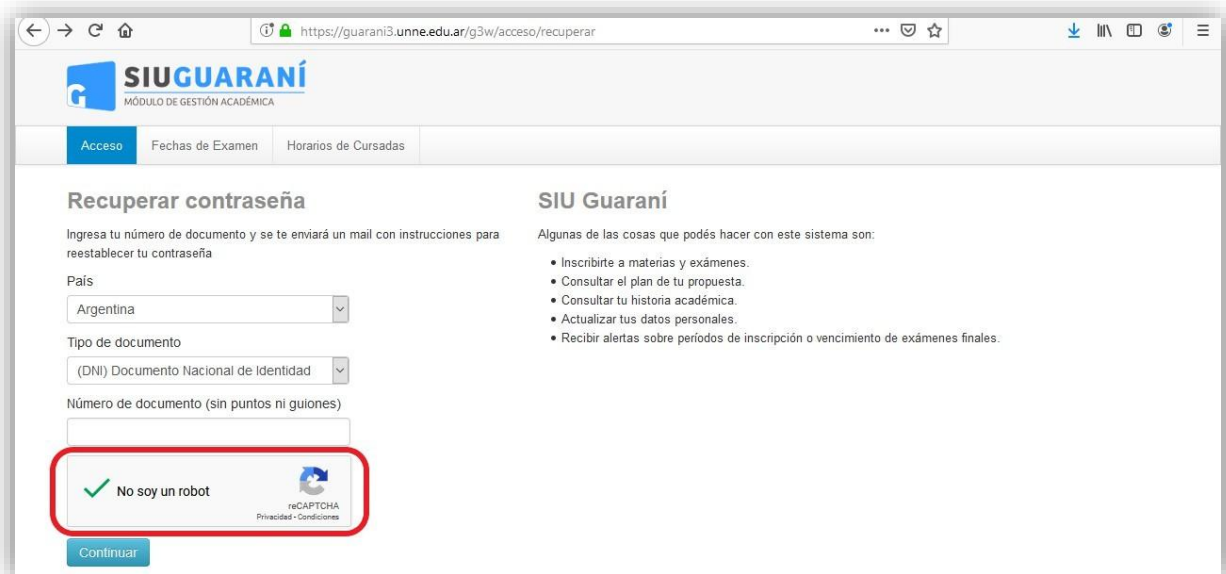 https://guarani3.unne.edu.ar/g3w/acceso/recuperar
G
SIUGUARANÍ
MÓDULO DE GESTIÓN ACADÉMICA
Acceso
Fechas de Examen
Horarios de Cursadas
Recuperar contraseña
Ingresa tu número de documento y se te enviará un mail con instrucciones para
reestablecer tu contraseña
País
Argentina
Tipo de documento
(DNI) Documento Nacional de Identidad
Número de documento (sin puntos ni guiones)
No soy un robot
reCAPTCHA
Privacidad - Condiciones
Continuar
SIU Guaraní
Algunas de las cosas que podés hacer con este sistema son:
• Inscribirte a materias y exámenes.
• Consultar el plan de tu propuesta.
• Consultar tu historia académica.
• Actualizar tus datos personales.
• Recibir alertas sobre períodos de inscripción o vencimiento de exámenes finales.